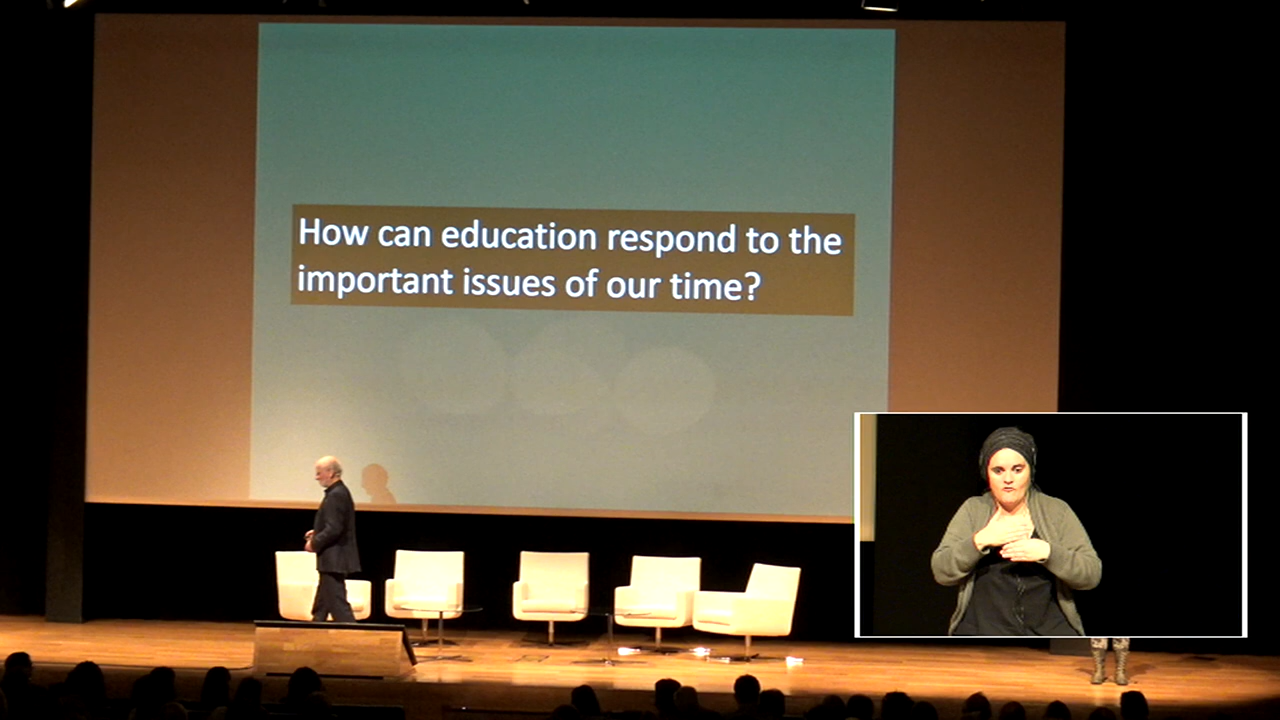 How can education respond to the
important issues of our time?